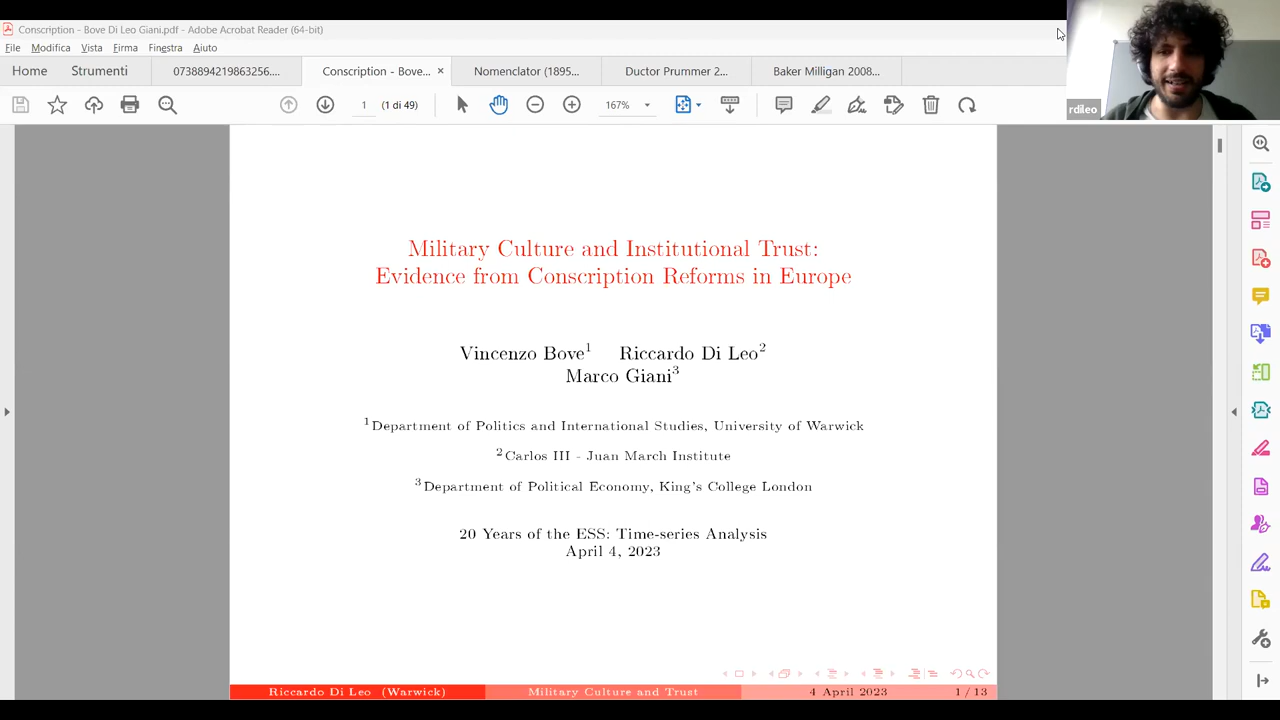 Conscription - Bove Di Leo Giani.pdf - Adobe Acrobat Reader (64-bit)
File Modifica Vista Firma Finestra Aiuto
Home Strumenti 0738894219863256.... Conscription - Bove... × Nomenclator (1895... Ductor Prummer 2... Baker Milligan 2008...
1 (1 di 49) 167%
rdileo
Military Culture and Institutional Trust:
Evidence from Conscription Reforms in Europe
Vincenzo Bove1 Riccardo Di Leo2
Marco Giani3
1Department of Politics and International Studies, University of Warwick
2Carlos III - Juan March Institute
3Department of Political Economy, King's College London
20 Years of the ESS: Time-series Analysis
April 4, 2023
Riccardo Di Leo (Warwick) Military Culture and Trust 4 April 2023 1 / 13